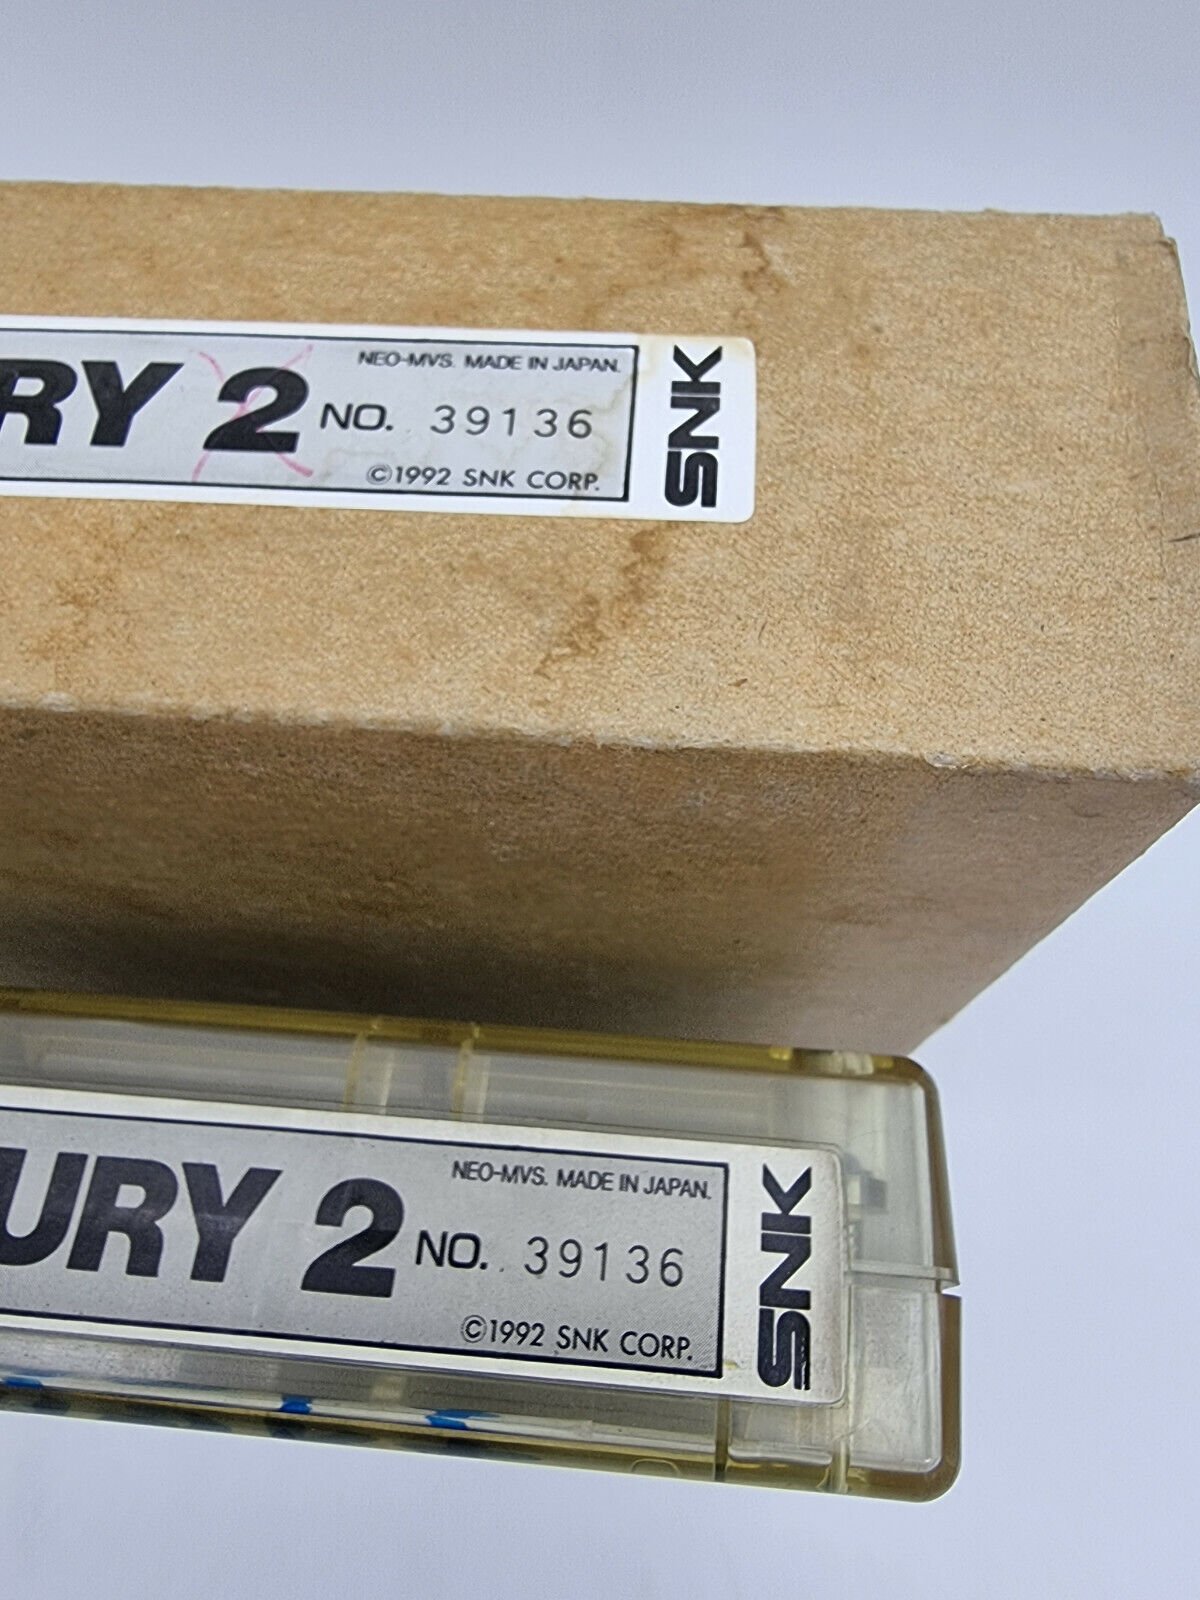 NEO-MVS. MADE IN JAPAN.
RY 2 NO. 39136
©1992 SNK CORP.
SNK
NEO-MVS. MADE IN JAPAN.
URY 2 NO. 39136
©1992 SNK CORP.
SNK